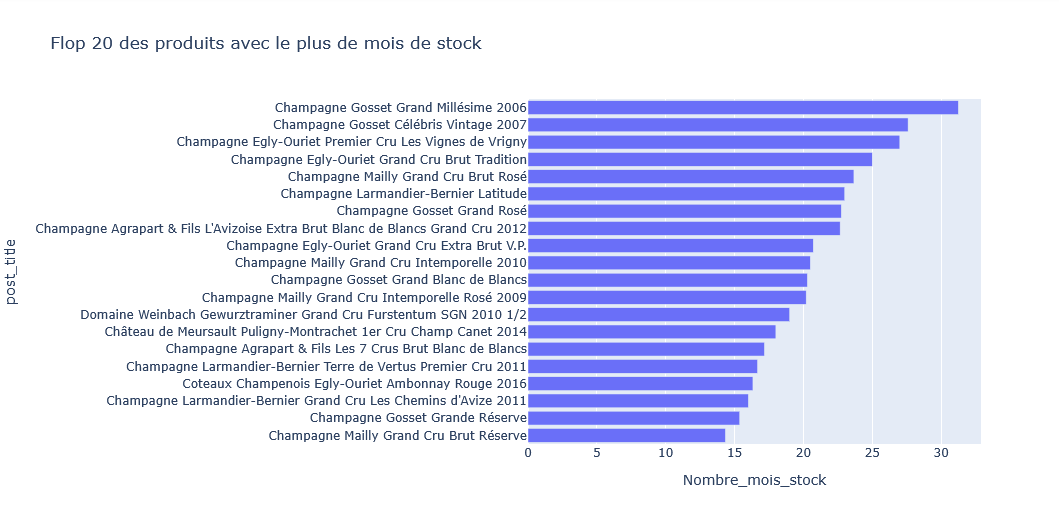 Flop 20 des produits avec le plus de mois de stock
post_title
Champagne Gosset Grand Millésime 2006
Champagne Gosset Célébris Vintage 2007
Champagne Egly-Ouriet Premier Cru Les Vignes de Vrigny
Champagne Egly-Ouriet Grand Cru Brut Tradition
Champagne Mailly Grand Cru Brut Rosé
Champagne Larmandier-Bernier Latitude
Champagne Gosset Grand Rosé
Champagne Agrapart & Fils L'Avizoise Extra Brut Blanc de Blancs Grand Cru 2012
Champagne Egly-Ouriet Grand Cru Extra Brut V.P.
Champagne Mailly Grand Cru Intemporelle 2010
Champagne Gosset Grand Blanc de Blancs
Champagne Mailly Grand Cru Intemporelle Rosé 2009
Domaine Weinbach Gewurztraminer Grand Cru Furstentum SGN 2010 1/2
Château de Meursault Puligny-Montrachet 1er Cru Champ Canet 2014
Champagne Agrapart & Fils Les 7 Crus Brut Blanc de Blancs
Champagne Larmandier-Bernier Terre de Vertus Premier Cru 2011
Coteaux Champenois Egly-Ouriet Ambonnay Rouge 2016
Champagne Larmandier-Bernier Grand Cru Les Chemins d'Avize 2011
Champagne Gosset Grande Réserve
Champagne Mailly Grand Cru Brut Réserve
0 5 10 15 20 25 30
Nombre_mois_stock